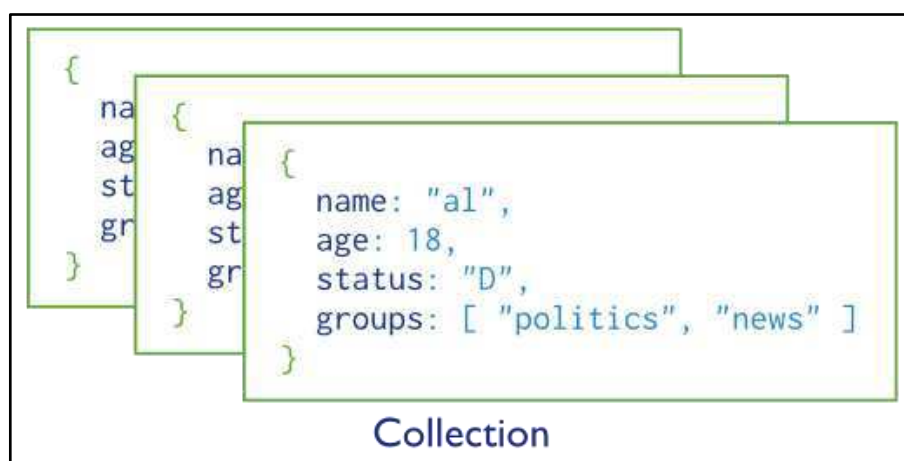 {
na
ag
st
gr
}
{
na
ag
st
gr
}
{
name: "al",
age: 18,
status: "D",
groups: [ "politics", "news" ]
}
Collection